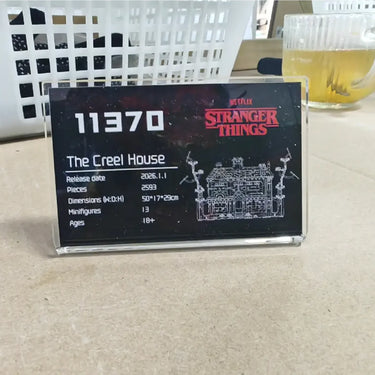 11370
NETFLIX
STRANGER
THINGS
The Creel House
Release date 2026.1.1
Pieces 2593
Dimensions (W:D:H) 50*17*29cm
Minifigures 13
Ages 18+